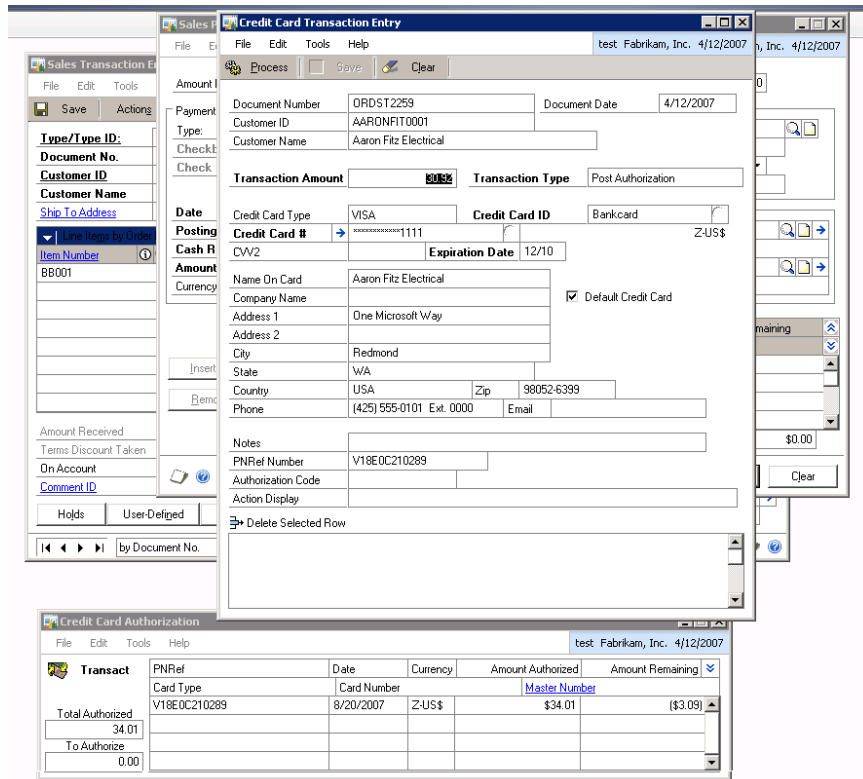 Sales P
Credit Card Transaction Entry
File Edit Tools Help
test Fabrikam, Inc. 4/12/2007
Process Save Clear
Document Number ORDST2259 Document Date 4/12/2007
Customer ID AARONFIT0001
Customer Name Aaron Fitz Electrical
Transaction Amount 30.92 Transaction Type Post Authorization
Credit Card Type VISA Credit Card ID Bankcard
Credit Card # ************1111 Z-US$
CVV2 Expiration Date 12/10
Name On Card Aaron Fitz Electrical
Company Name Default Credit Card
Address 1 One Microsoft Way
Address 2
City Redmond
State WA
Country USA Zip 98052-6399
Phone (425) 555-0101 Ext. 0000 Email
Notes
PNRef Number V18E0C210289
Authorization Code
Action Display
Delete Selected Row
File E
, Inc. 4/12/2007
Amount
Payment
Type:
Check
Date
Posting
Cash R
Amount
Currency
Insert
Remo
maining
$0.00
Clear
Sales Transaction E
File Edit Tools
Save Actions
Type/Type ID:
Document No.
Customer ID
Customer Name
Ship To Address
Line Items by Order
Item Number
BB001
Amount Received
Terms Discount Taken
On Account
Comment ID
Holds User-Defined
by Document No.
Credit Card Authorization
File Edit Tools Help
test Fabrikam, Inc. 4/12/2007
Transact
PNRef Date Currency Amount Authorized Amount Remaining
Card Type Card Number Master Number
V18E0C210289 8/20/2007 Z-US$ $34.01 ($3.09)
Total Authorized
34.01
To Authorize
0.00